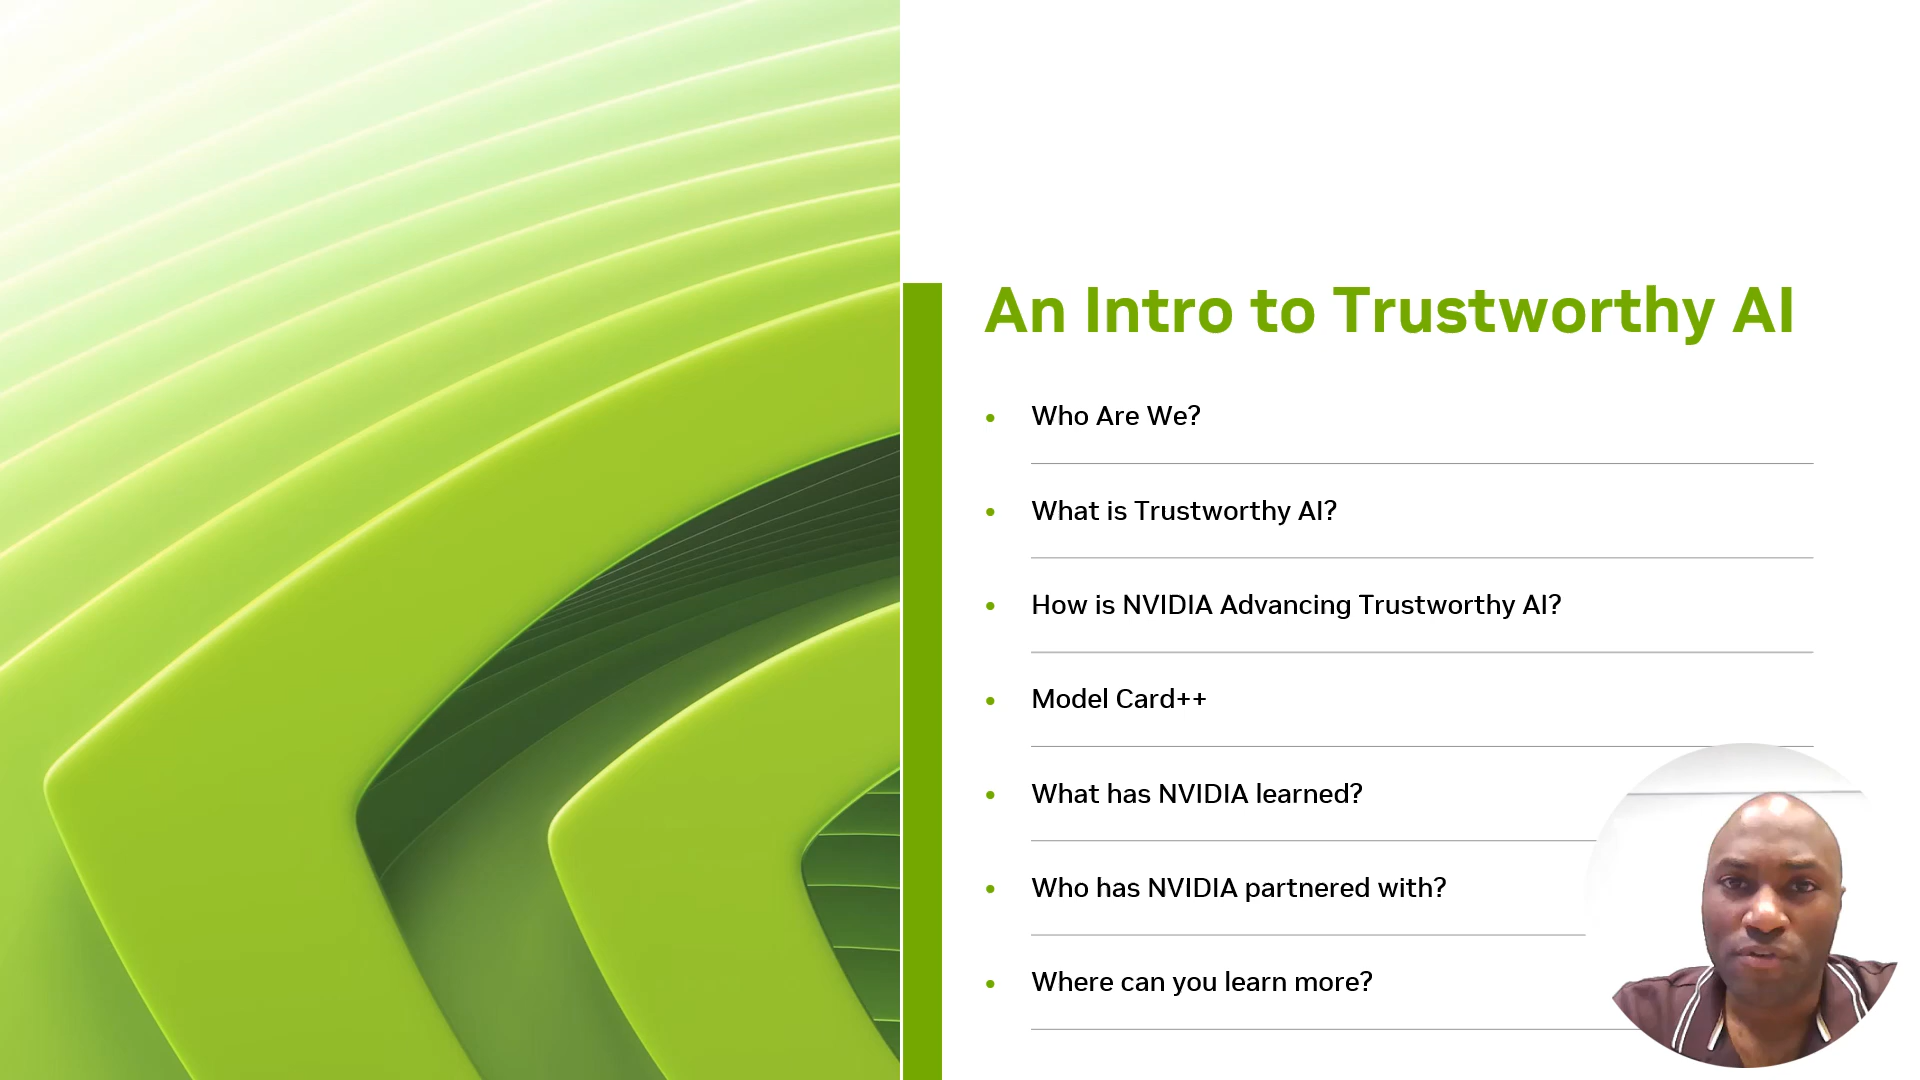 An Intro to Trustworthy AI
• Who Are We?
• What is Trustworthy AI?
• How is NVIDIA Advancing Trustworthy AI?
• Model Card++
• What has NVIDIA learned?
• Who has NVIDIA partnered with?
• Where can you learn more?